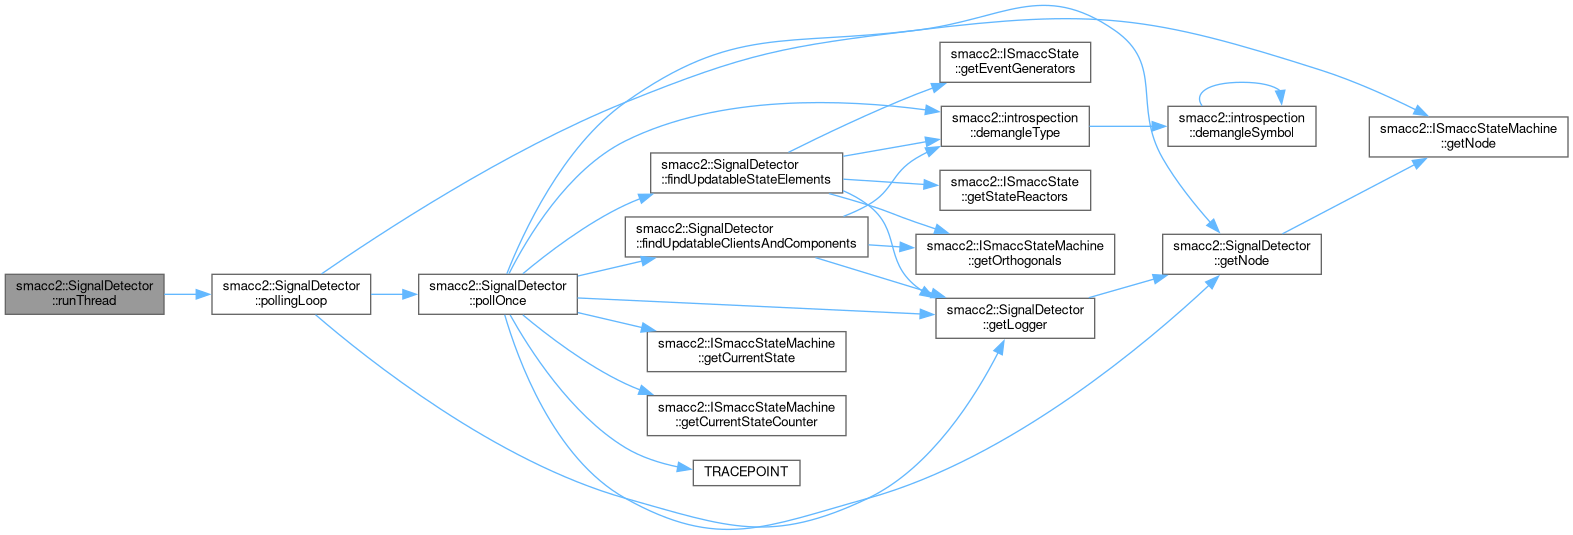 smacc2::SignalDetector
::runThread
smacc2::SignalDetector
::pollingLoop
smacc2::SignalDetector
::pollOnce
smacc2::SignalDetector
::findUpdatableStateElements
smacc2::SignalDetector
::findUpdatableClientsAndComponents
smacc2::ISmaccStateMachine
::getCurrentState
smacc2::ISmaccStateMachine
::getCurrentStateCounter
TRACEPOINT
smacc2::ISmaccState
::getEventGenerators
smacc2::introspection
::demangleType
smacc2::ISmaccState
::getStateReactors
smacc2::ISmaccStateMachine
::getOrthogonals
smacc2::SignalDetector
::getLogger
smacc2::introspection
::demangleSymbol
smacc2::SignalDetector
::getNode
smacc2::ISmaccStateMachine
::getNode